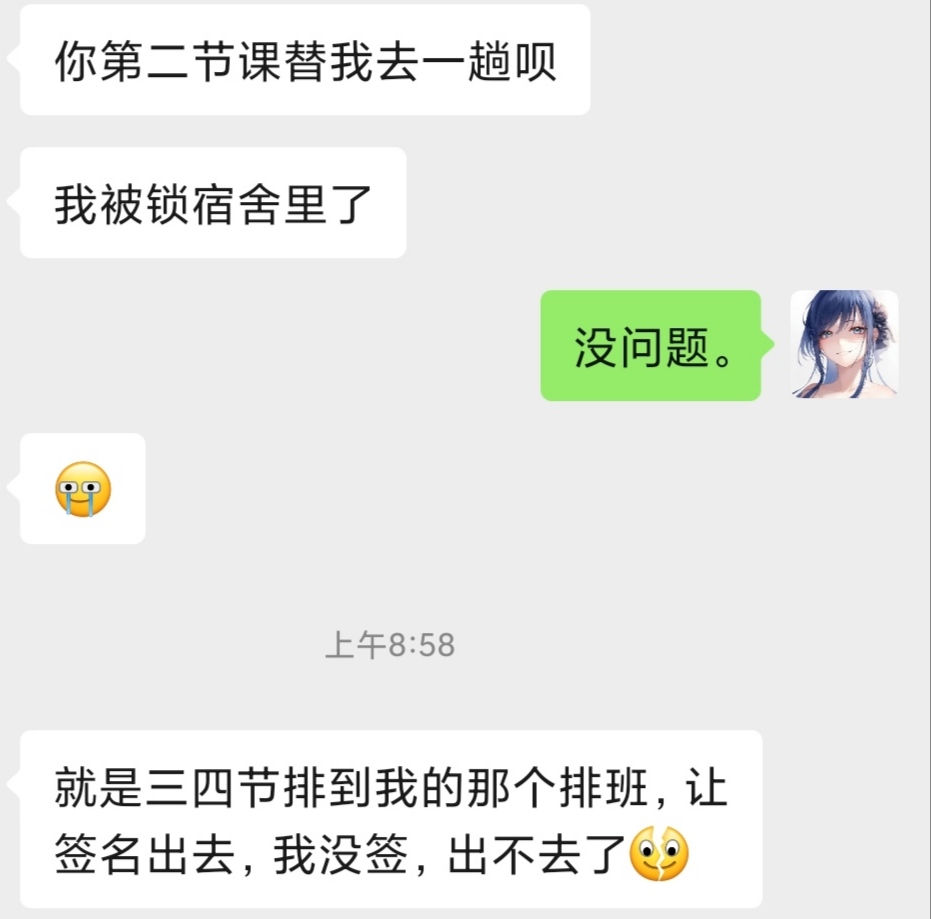 你第二节课替我去一趟呗
我被锁宿舍里了
没问题。
上午8:58
就是三四节排到我的那个排班，让
签名出去，我没签，出不去了